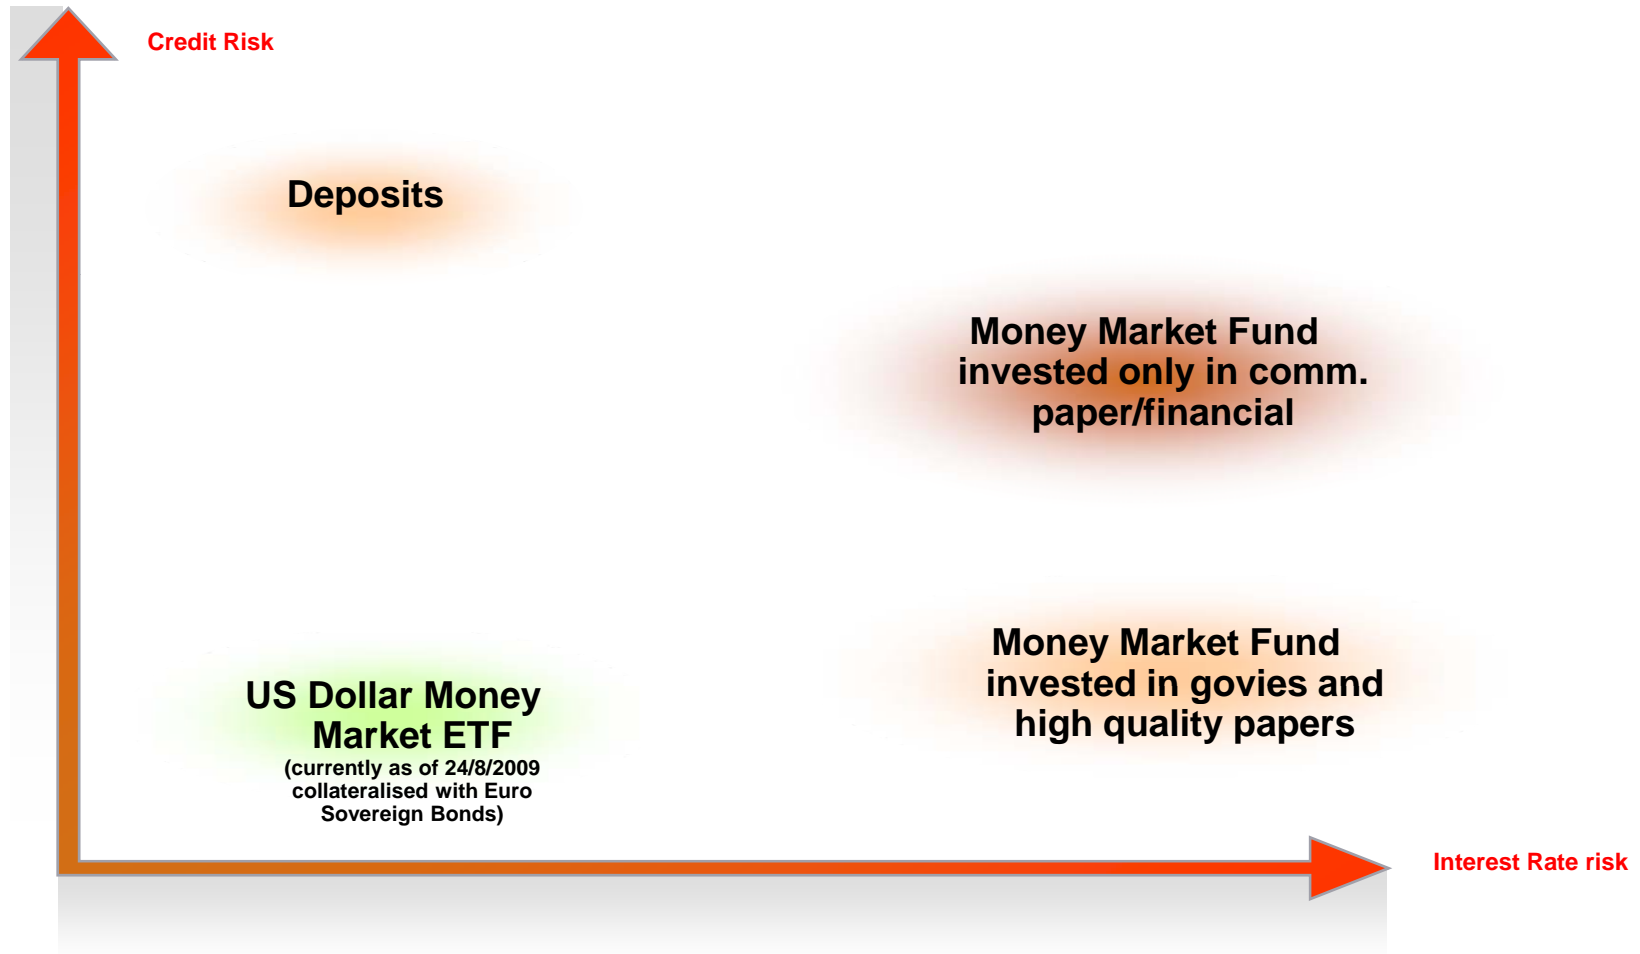 Credit Risk
Deposits
Money Market Fund
invested only in comm.
paper/financial
Money Market Fund
invested in govies and
high quality papers
US Dollar Money
Market ETF
(currently as of 24/8/2009
collateralised with Euro
Sovereign Bonds)
Interest Rate risk